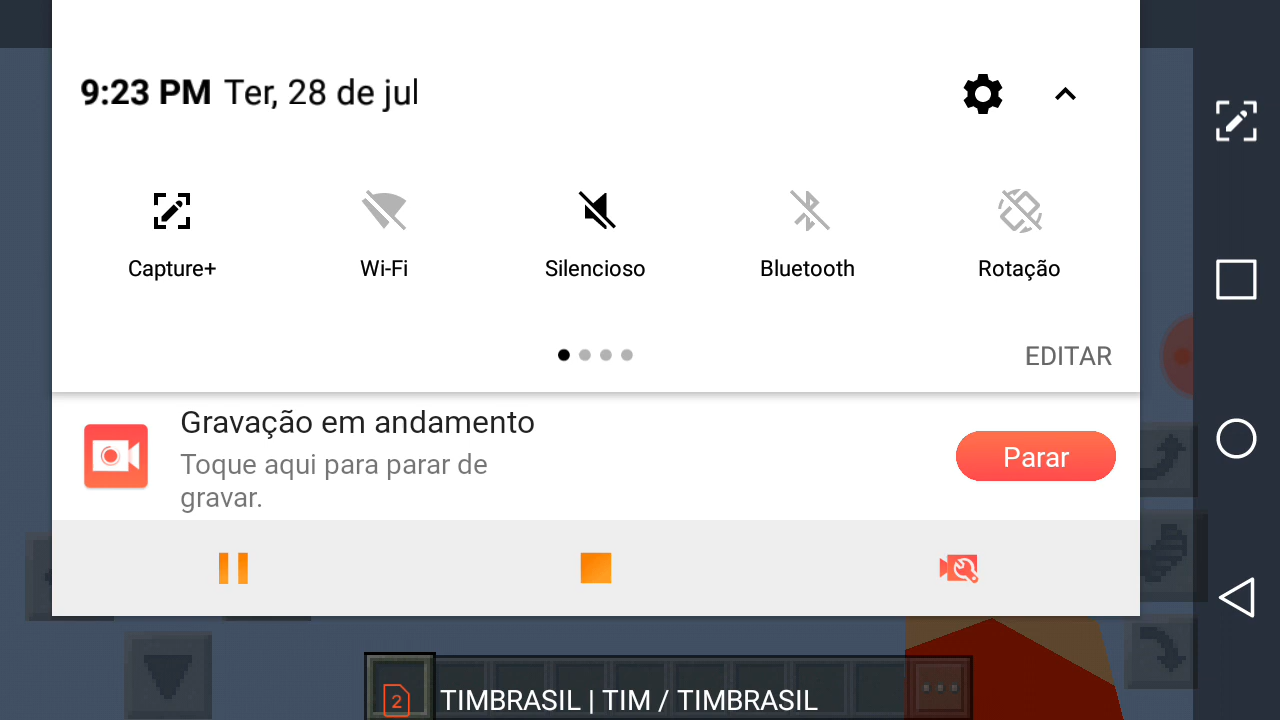 9:23 PM Ter, 28 de jul
Capture+ Wi-Fi Silencioso Bluetooth Rotação
EDITAR
Gravação em andamento
Toque aqui para parar de
gravar.
Parar
2 TIMBRASIL | TIM / TIMBRASIL